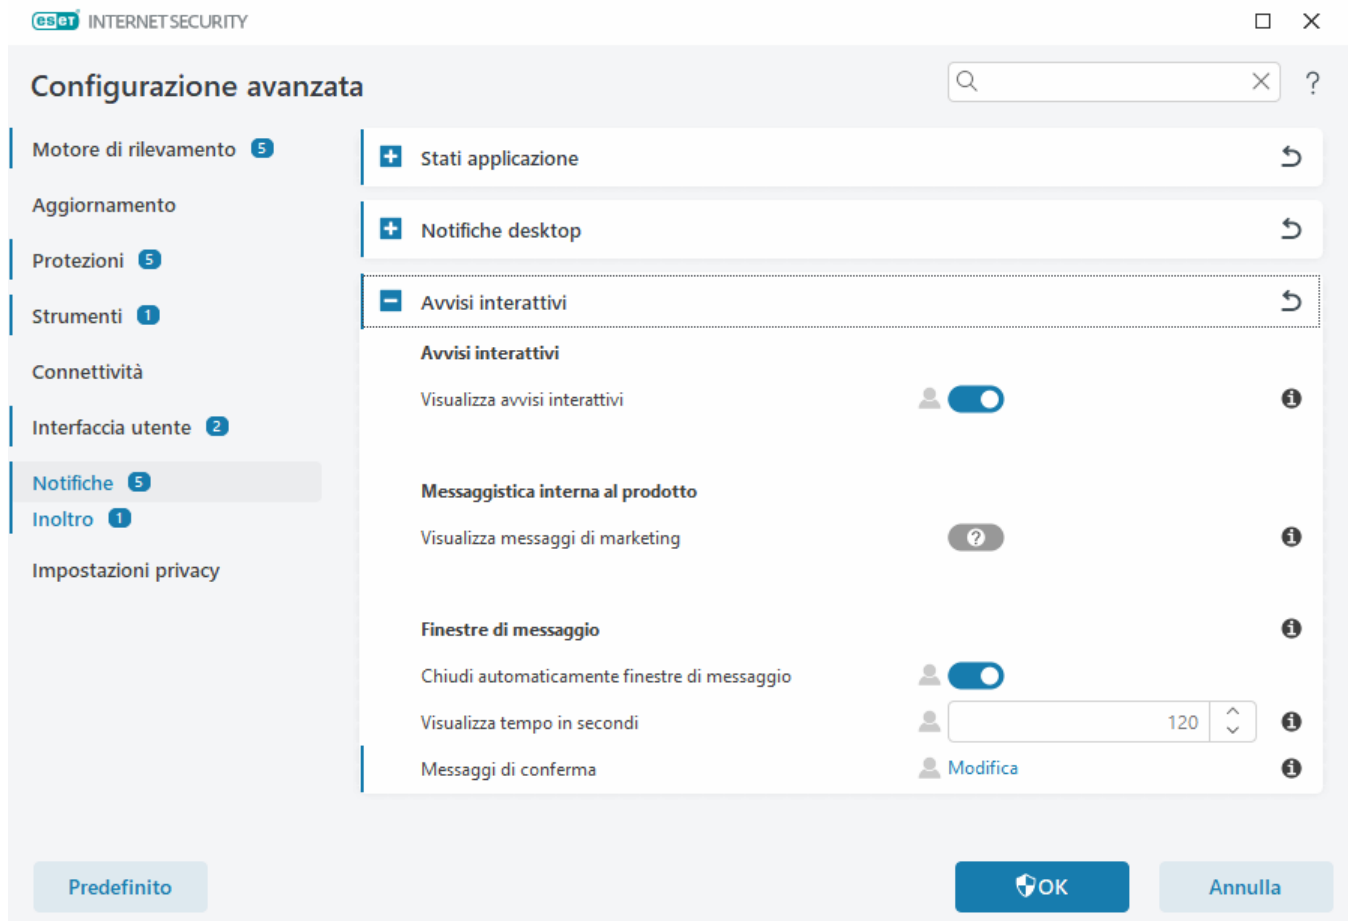 eset INTERNET SECURITY
Configurazione avanzata
?
Motore di rilevamento 5
Aggiornamento
Protezioni 5
Strumenti 1
Connettività
Interfaccia utente 2
Notifiche 5
Inoltro 1
Impostazioni privacy
Stati applicazione
Notifiche desktop
Avvisi interattivi
Avvisi interattivi
Visualizza avvisi interattivi
Messaggistica interna al prodotto
Visualizza messaggi di marketing
Finestre di messaggio
Chiudi automaticamente finestre di messaggio
Visualizza tempo in secondi 120
Messaggi di conferma Modifica
Predefinito OK Annulla